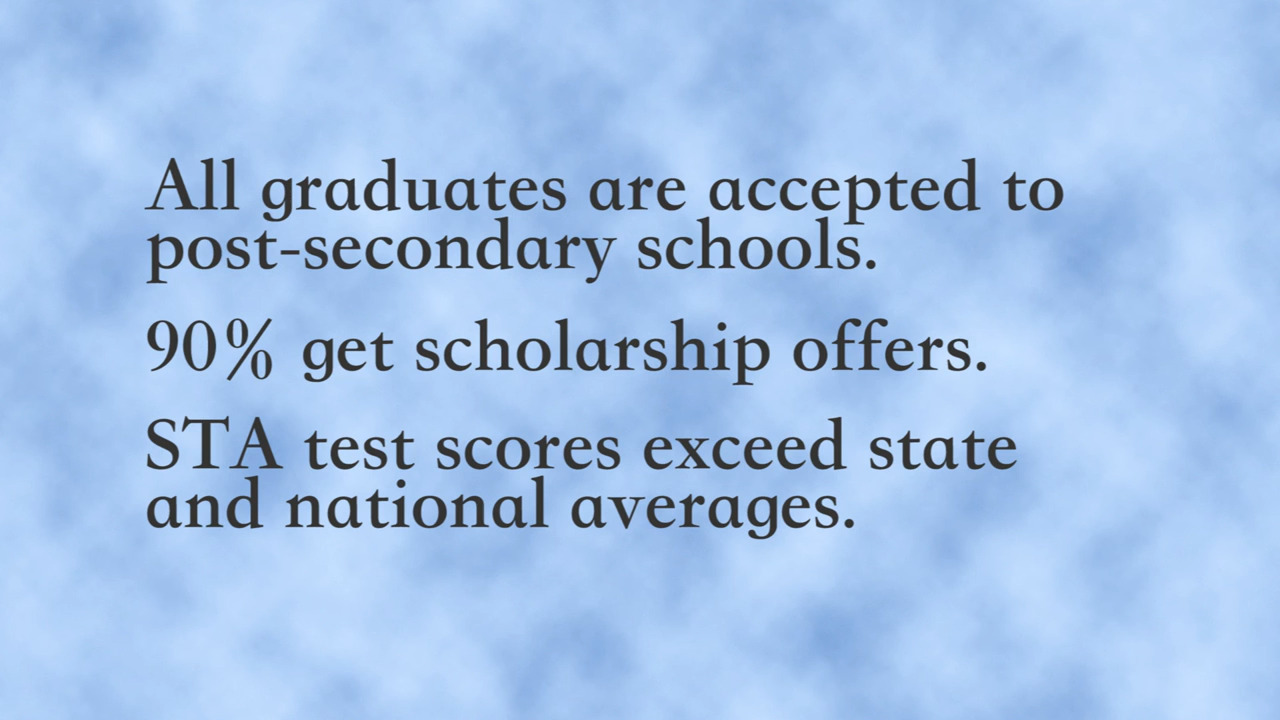 All graduates are accepted to
post-secondary schools.
90% get scholarship offers.
STA test scores exceed state
and national averages.